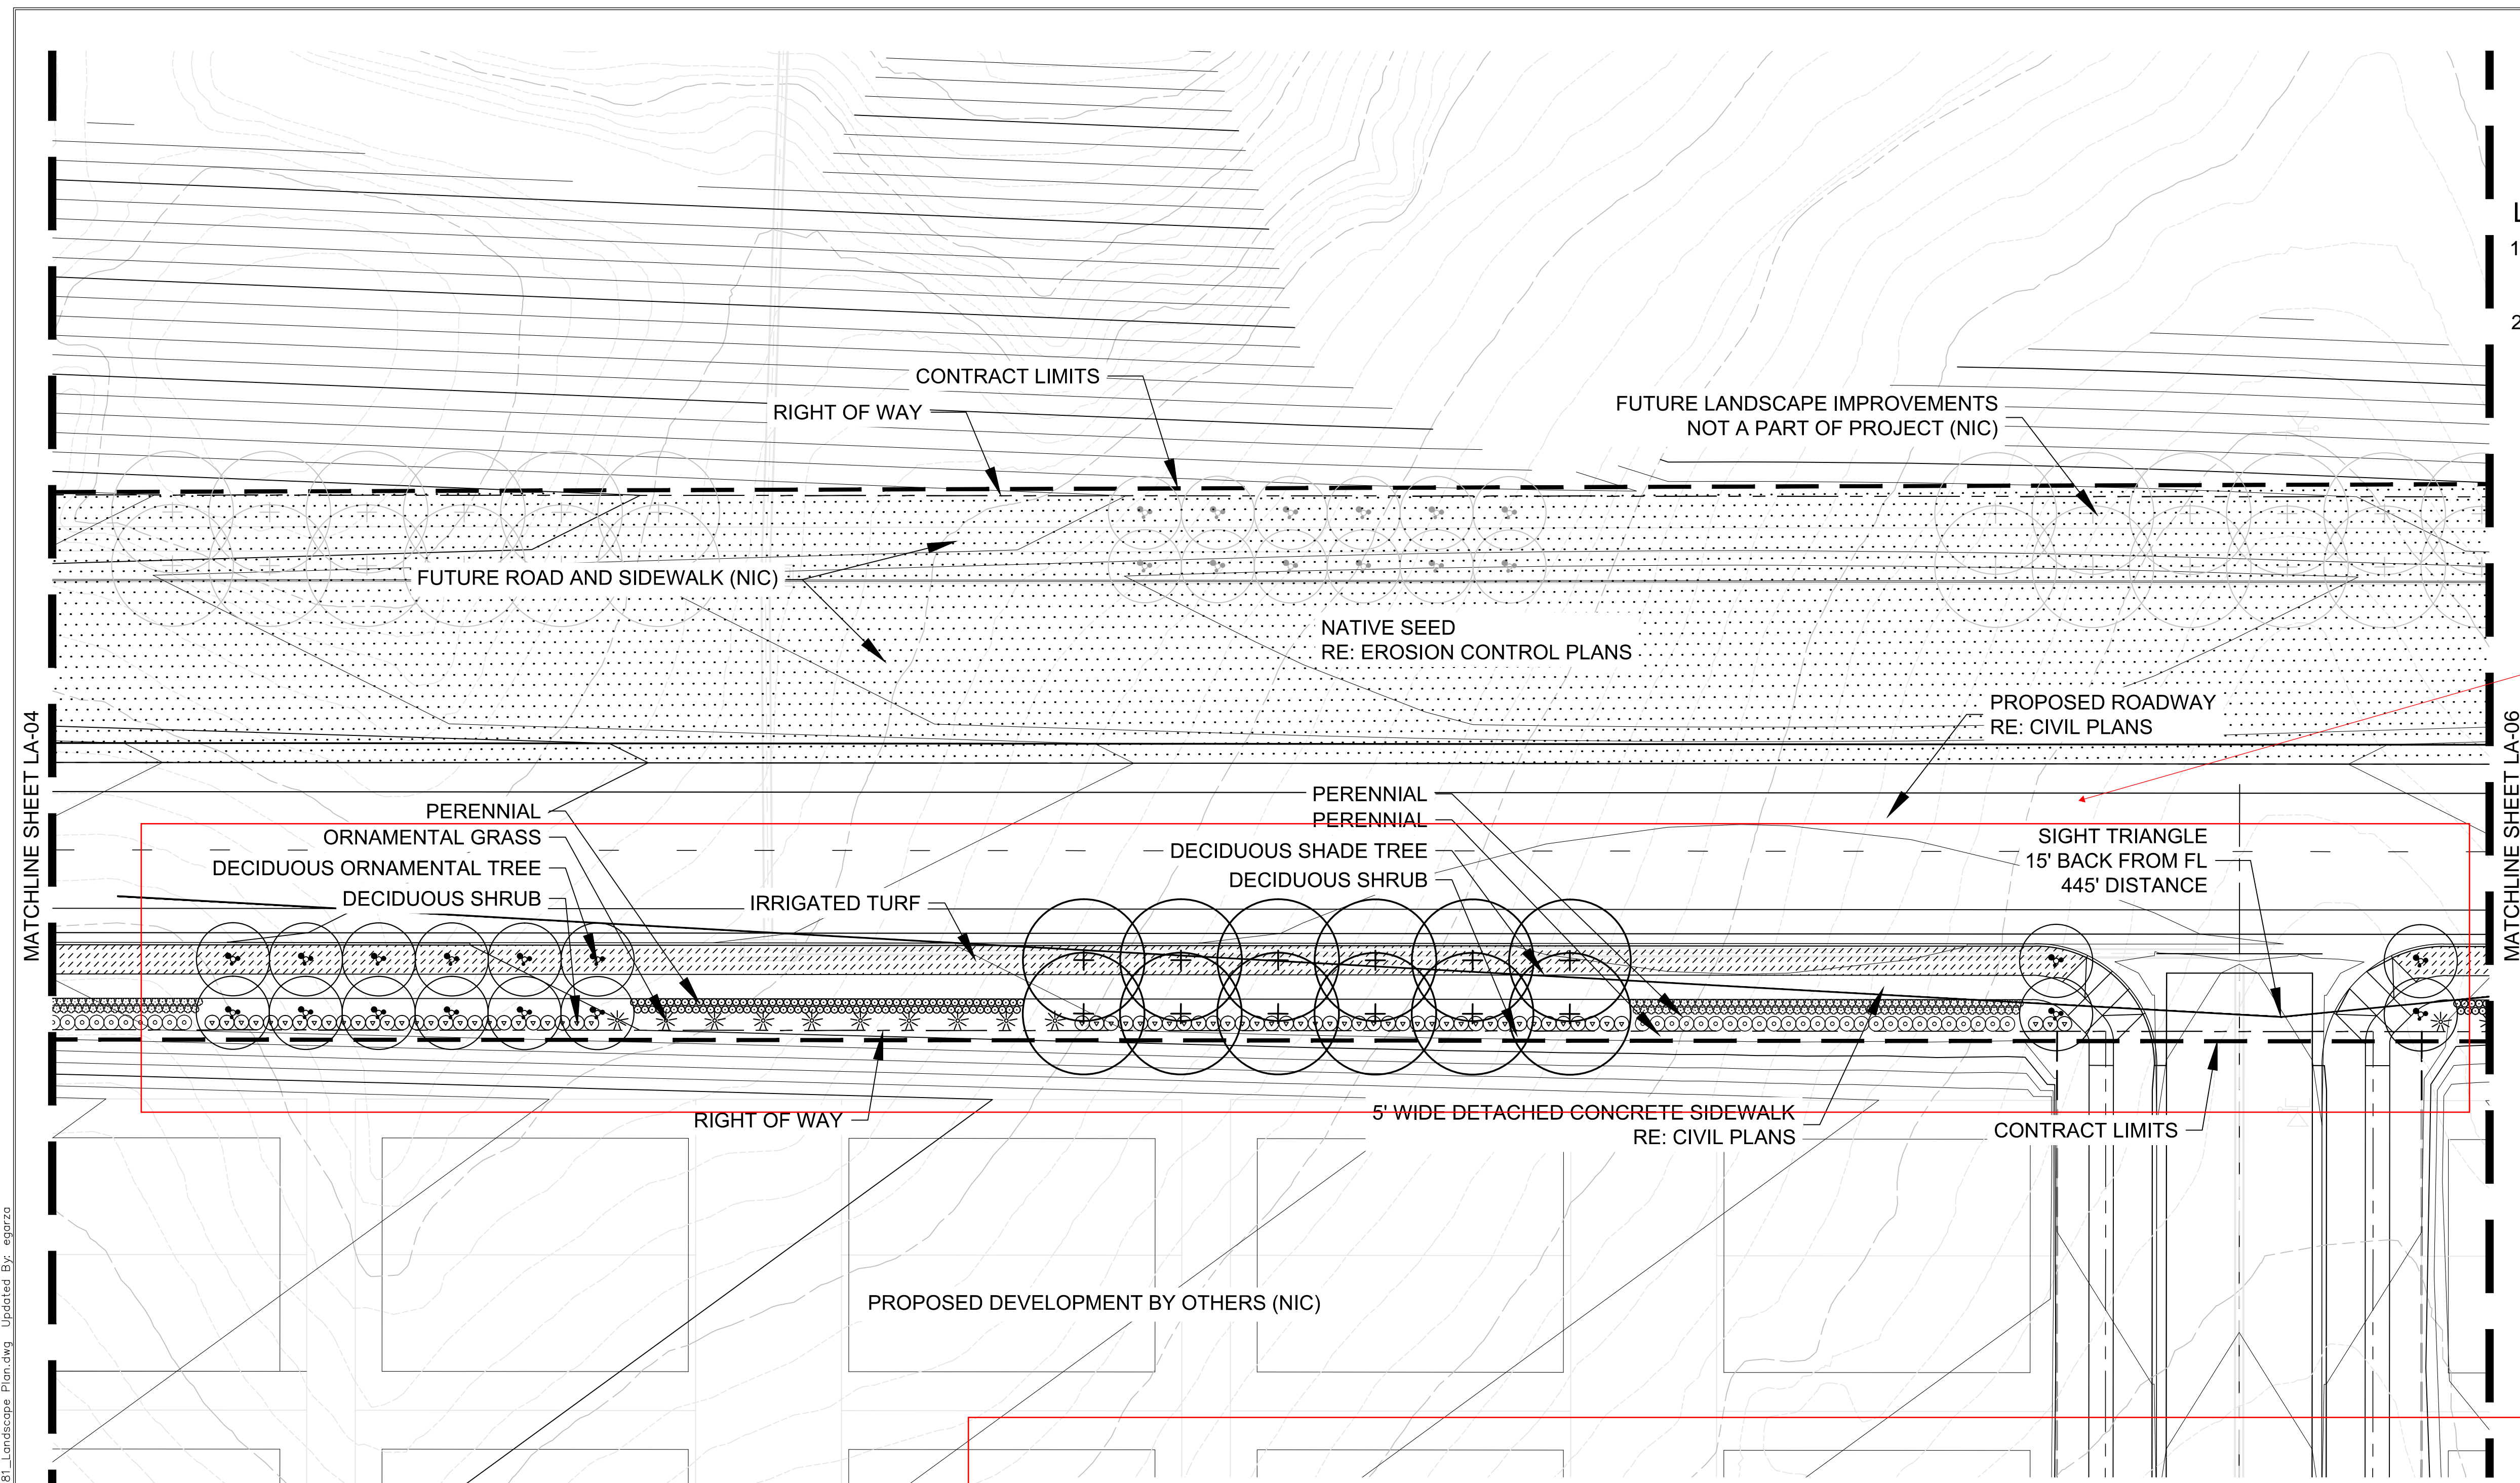 L
1
2
CONTRACT LIMITS
RIGHT OF WAY
FUTURE LANDSCAPE IMPROVEMENTS
NOT A PART OF PROJECT (NIC)
FUTURE ROAD AND SIDEWALK (NIC)
NATIVE SEED
RE: EROSION CONTROL PLANS
PROPOSED ROADWAY
RE: CIVIL PLANS
MATCHLINE SHEET LA-04
MATCHLINE SHEET LA-06
PERENNIAL
ORNAMENTAL GRASS
DECIDUOUS ORNAMENTAL TREE
DECIDUOUS SHRUB
IRRIGATED TURF
PERENNIAL
PERENNIAL
DECIDUOUS SHADE TREE
DECIDUOUS SHRUB
SIGHT TRIANGLE
15' BACK FROM FL
445' DISTANCE
RIGHT OF WAY
5' WIDE DETACHED CONCRETE SIDEWALK
RE: CIVIL PLANS
CONTRACT LIMITS
PROPOSED DEVELOPMENT BY OTHERS (NIC)
81_Landscape Plan.dwg Updated By: egarza